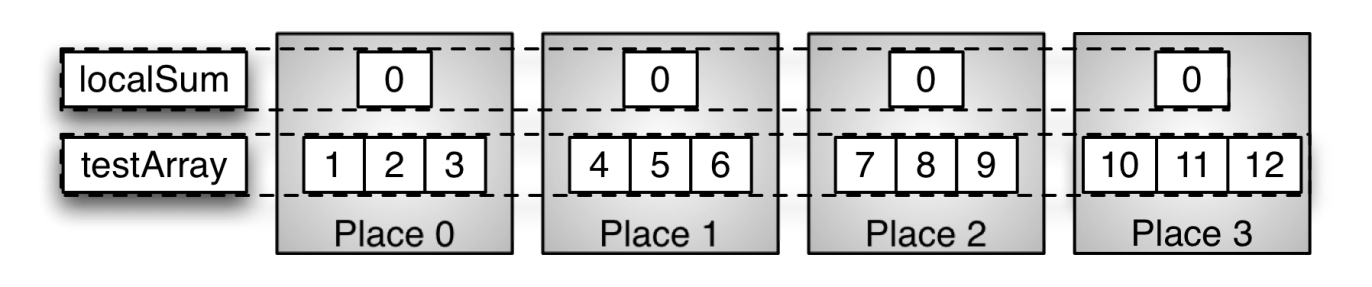 localSum 0 0 0 0
testArray 1 2 3 4 5 6 7 8 9 10 11 12
Place 0 Place 1 Place 2 Place 3